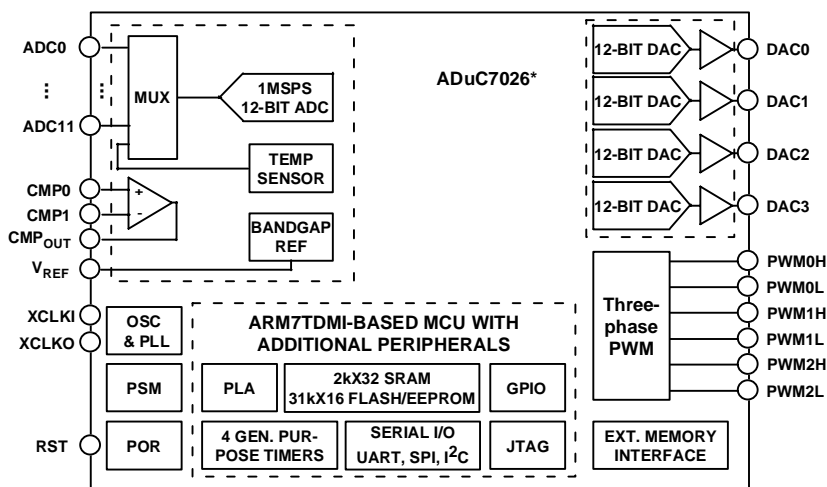 ADC0
...
ADC11
CMP0
CMP1
CMPOUT
VREF
XCLKI
XCLKO
RST
...
MUX
1MSPS
12-BIT ADC
TEMP
SENSOR
+
-
BANDGAP
REF
ADuC7026*
12-BIT DAC
12-BIT DAC
12-BIT DAC
12-BIT DAC
DAC0
DAC1
DAC2
DAC3
OSC
& PLL
PSM
POR
ARM7TDMI-BASED MCU WITH
ADDITIONAL PERIPHERALS
PLA
2kX32 SRAM
31kX16 FLASH/EEPROM
GPIO
4 GEN. PUR-
POSE TIMERS
SERIAL I/O
UART, SPI, I2C
JTAG
Three-
phase
PWM
PWM0H
PWM0L
PWM1H
PWM1L
PWM2H
PWM2L
EXT. MEMORY
INTERFACE